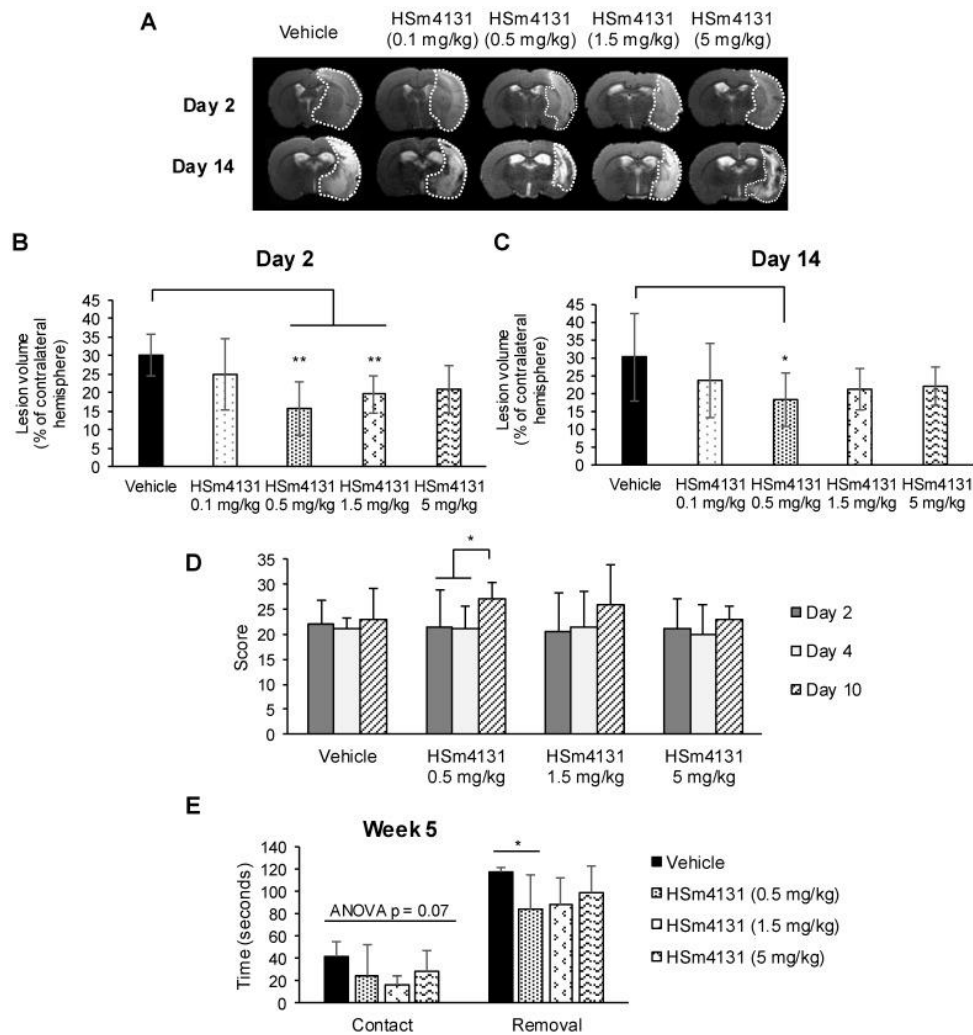 A
Vehicle
HSm4131 HSm4131 HSm4131 HSm4131
(0.1 mg/kg) (0.5 mg/kg) (1.5 mg/kg) (5 mg/kg)
Day 2
Day 14
B
Day 2
Lesion volume
(% of contralateral
hemisphere)
45
40
35
30
25
20
15
10
5
0
** **
Vehicle HSm4131 HSm4131 HSm4131 HSm4131
0.1 mg/kg 0.5 mg/kg 1.5 mg/kg 5 mg/kg
C
Day 14
Lesion volume
(% of contralateral
hemisphere)
45
40
35
30
25
20
15
10
5
0
*
Vehicle HSm4131 HSm4131 HSm4131 HSm4131
0.1 mg/kg 0.5 mg/kg 1.5 mg/kg 5 mg/kg
D
Score
35
30
25
20
15
10
5
0
*
Vehicle HSm4131 HSm4131 HSm4131
0.5 mg/kg 1.5 mg/kg 5 mg/kg
Day 2
Day 4
Day 10
E
Week 5
Time (seconds)
140
120
100
80
60
40
20
0
ANOVA p = 0.07
*
Contact Removal
Vehicle
HSm4131 (0.5 mg/kg)
HSm4131 (1.5 mg/kg)
HSm4131 (5 mg/kg)